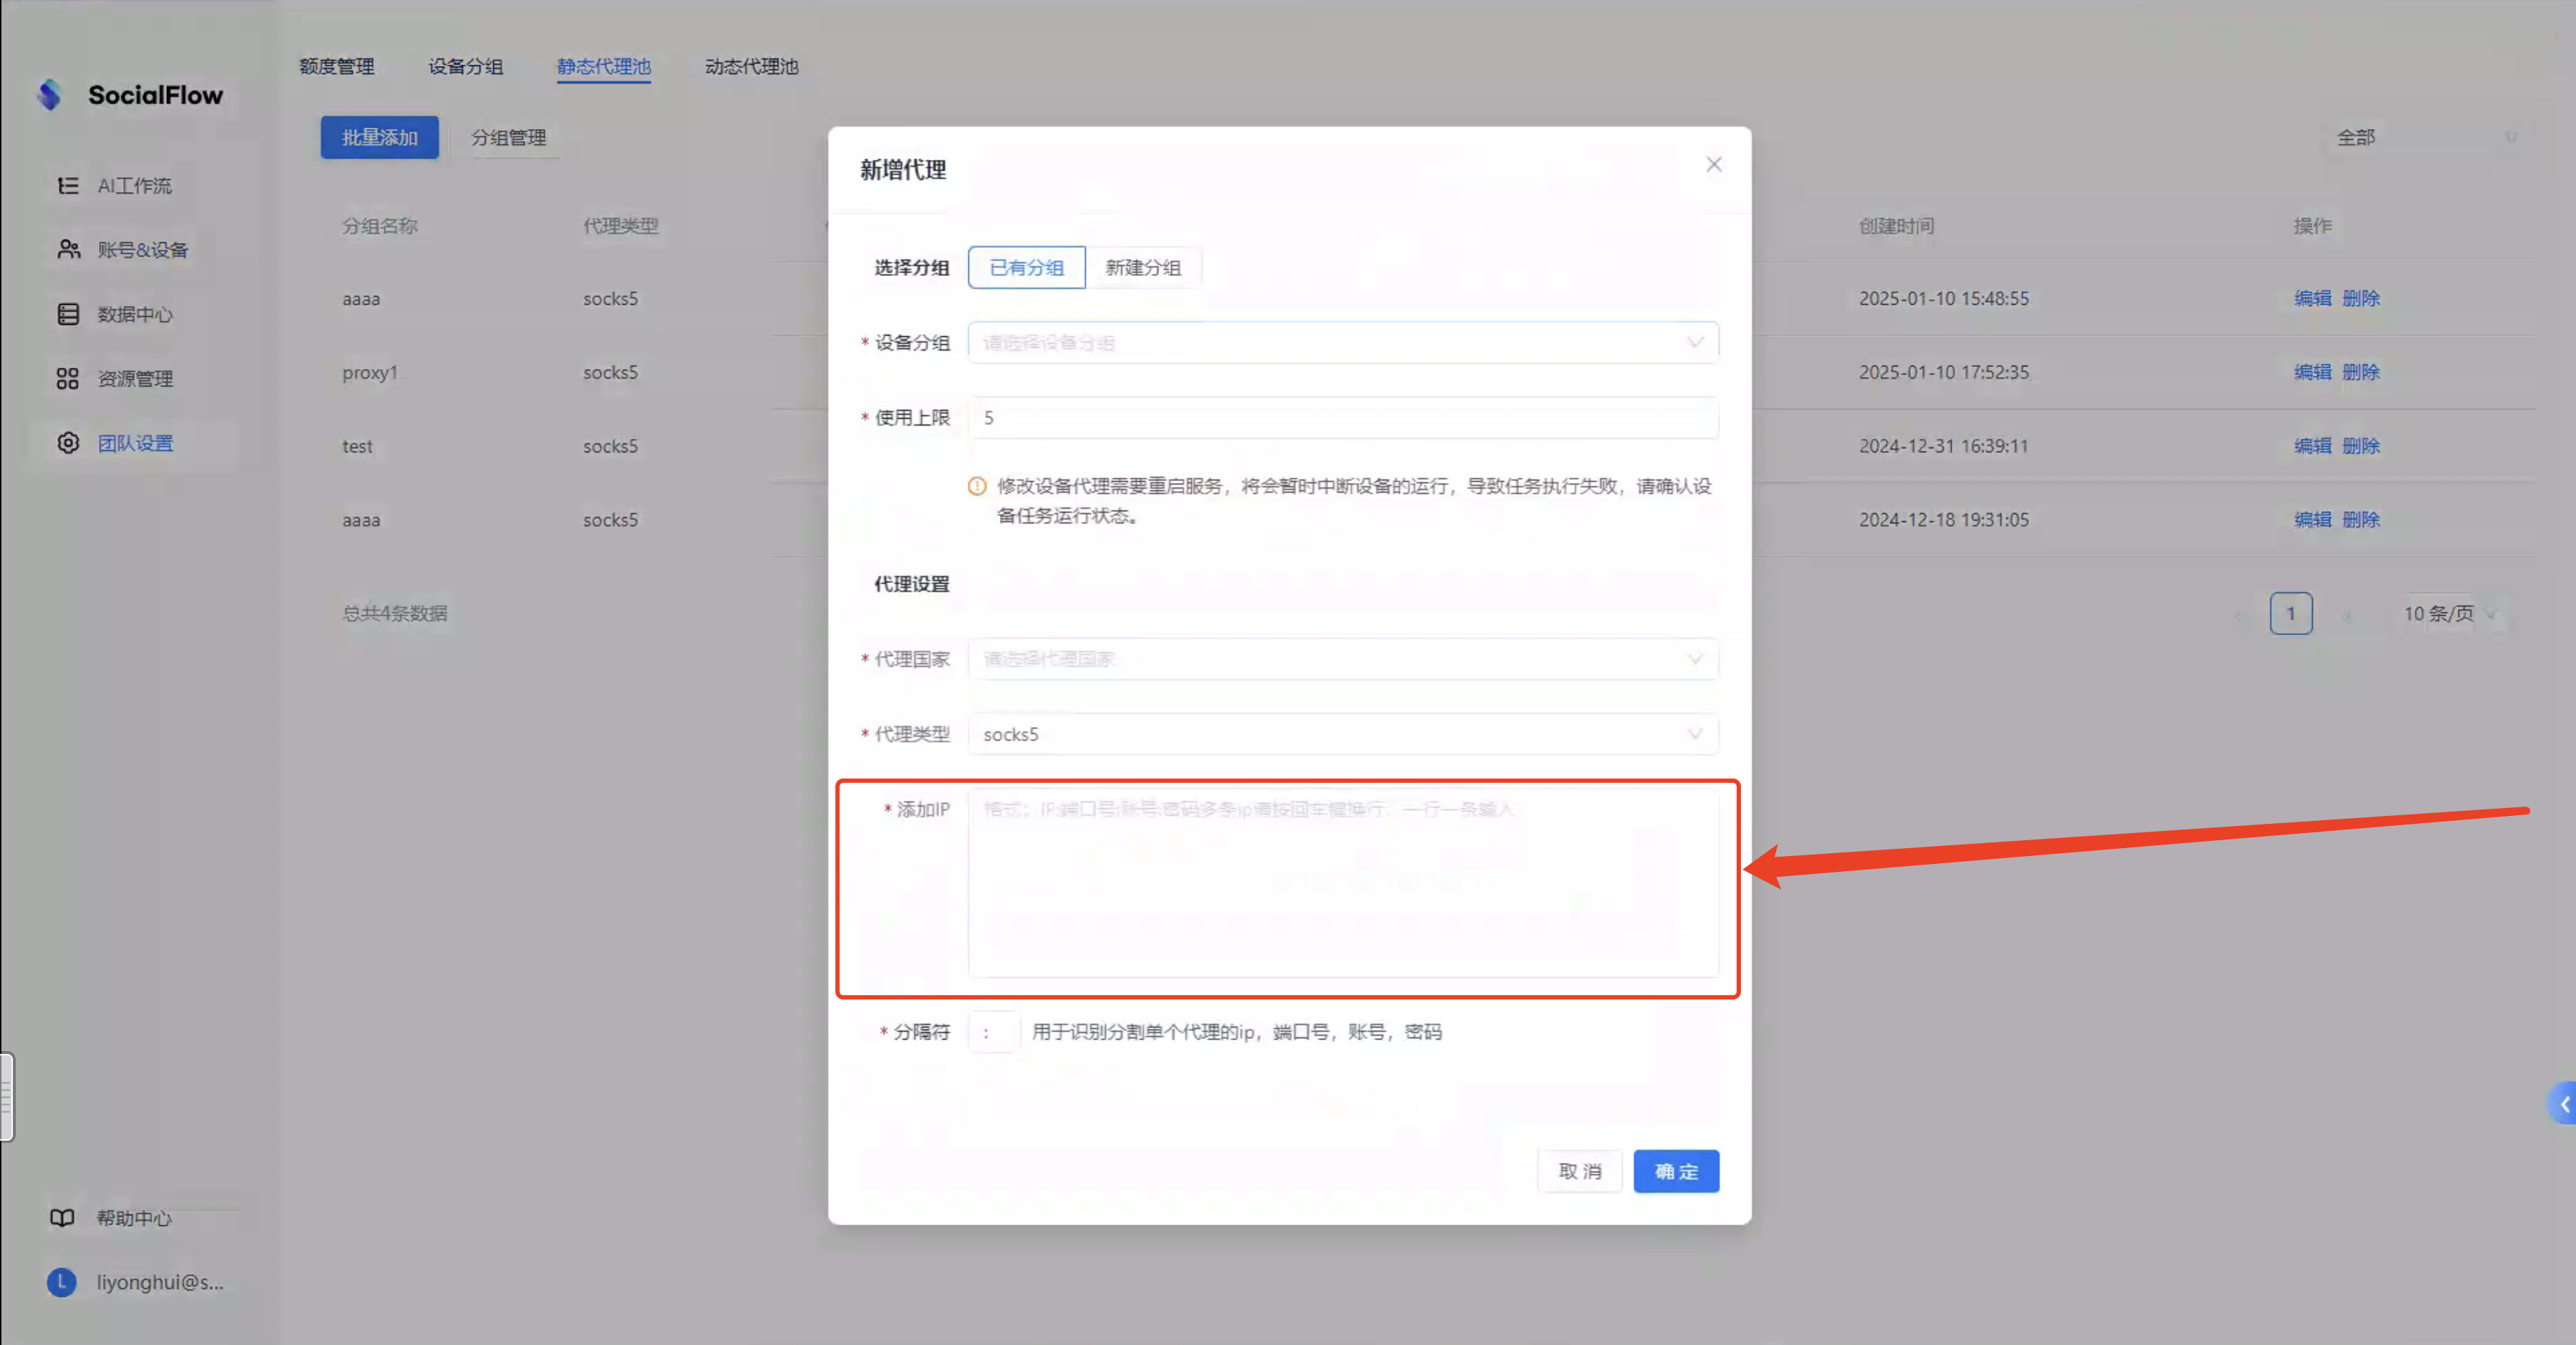 额度管理 设备分组 静态代理池 动态代理池
SocialFlow
批量添加 分组管理 全部
AI工作流
账号&设备
数据中心
资源管理
团队设置
分组名称 代理类型 创建时间 操作
aaaa socks5 2025-01-10 15:48:55 编辑 删除
proxy1 socks5 2025-01-10 17:52:35 编辑 删除
test socks5 2024-12-31 16:39:11 编辑 删除
aaaa socks5 2024-12-18 19:31:05 编辑 删除
总共4条数据 1 10 条/页
新增代理
选择分组 已有分组 新建分组
* 设备分组 请选择设备分组
* 使用上限 5
修改设备代理需要重启服务，将会暂时中断设备的运行，导致任务执行失败，请确认设
备任务运行状态。
代理设置
* 代理国家 请选择代理国家
* 代理类型 socks5
* 添加IP 格式：IP:端口号:账号:密码多条ip请按回车键换行，一行一条输入
* 分隔符 : 用于识别分割单个代理的ip，端口号，账号，密码
取 消 确 定
帮助中心
L liyonghui@s...